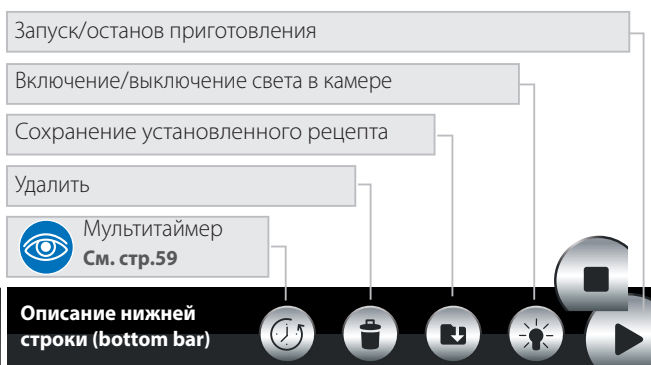 Запуск/останов приготовления
Включение/выключение света в камере
Сохранение установленного рецепта
Удалить
Мультитаймер
См. стр.59
Описание нижней
строки (bottom bar)